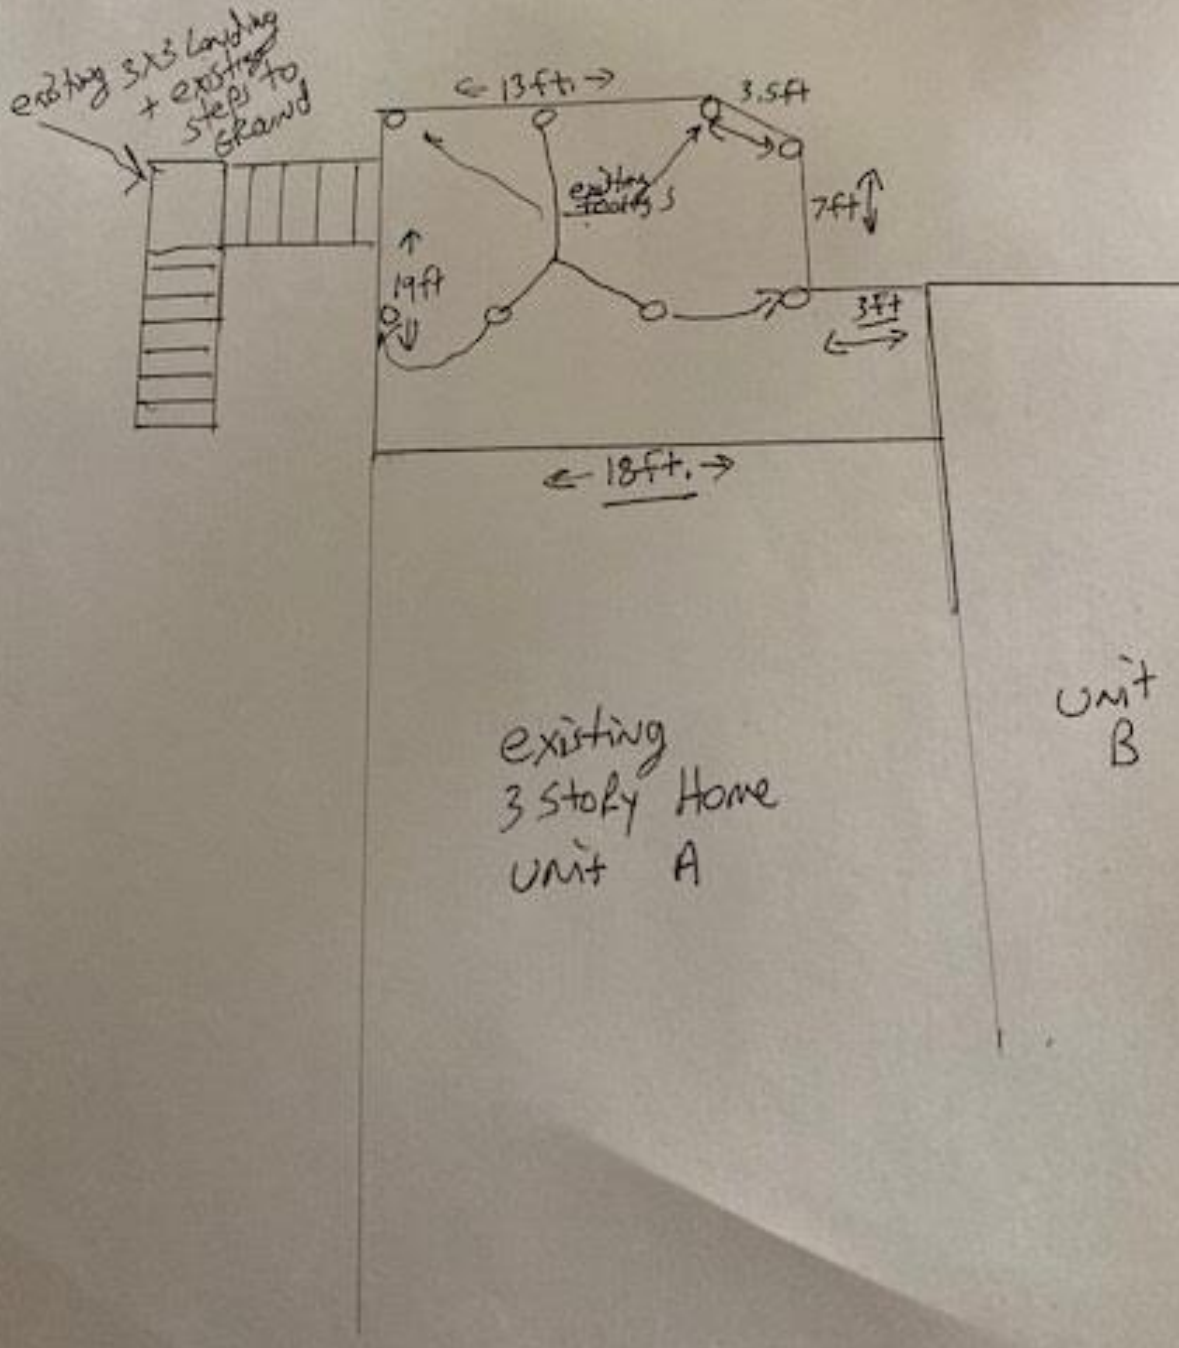 existing 3x3 Landing
+ existing
steps to
GRound
13ft.
3.5ft
existing
footings
7ft
19ft
3ft
18ft.
existing
3 stoRy Home
unit A
unit
B